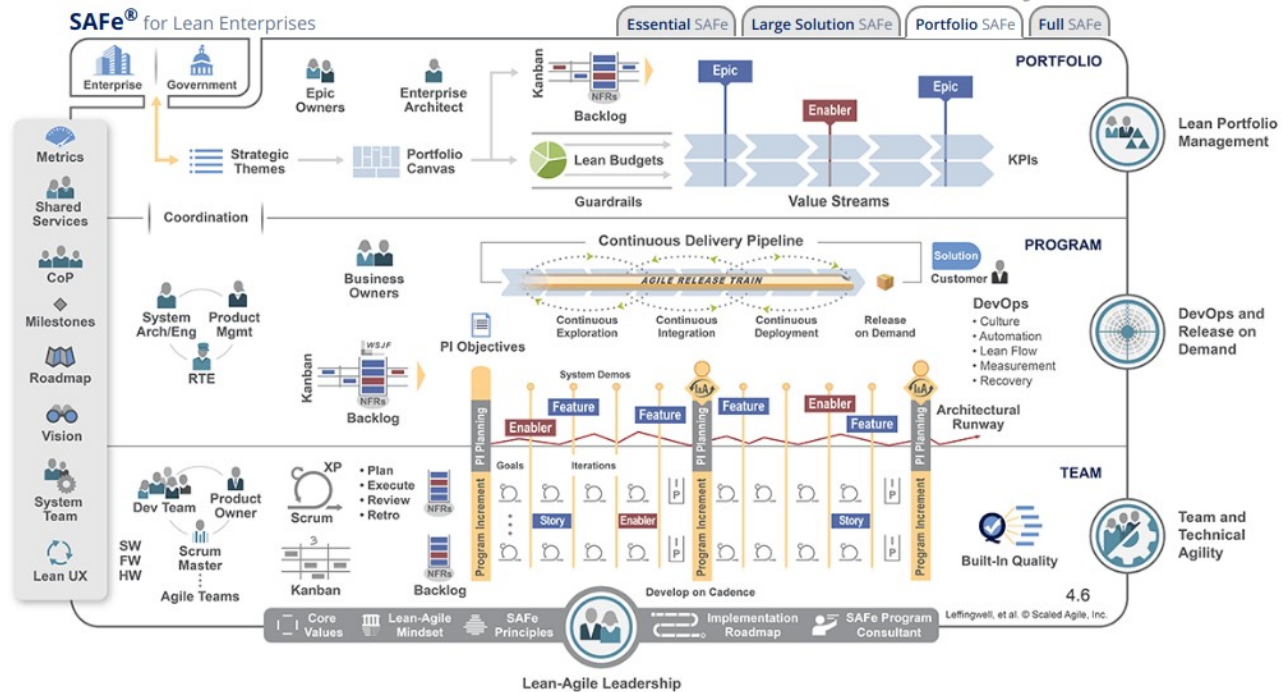 SAFe® for Lean Enterprises
Essential SAFe
Large Solution SAFe
Portfolio SAFe
Full SAFe
Enterprise
Government
Epic
Owners
Enterprise
Architect
Kanban
NFRs
Backlog
Epic
Enabler
Epic
PORTFOLIO
Lean Portfolio
Management
Strategic
Themes
Portfolio
Canvas
Lean Budgets
Guardrails
Value Streams
KPIs
Metrics
Shared
Services
CoP
Milestones
Roadmap
Vision
System
Team
Lean UX
Coordination
Business
Owners
Continuous Delivery Pipeline
AGILE RELEASE TRAIN
Continuous
Exploration
Continuous
Integration
Continuous
Deployment
Release
on Demand
Solution
Customer
PROGRAM
DevOps
• Culture
• Automation
• Lean Flow
• Measurement
• Recovery
DevOps and
Release on
Demand
System
Arch/Eng
Product
Mgmt
RTE
PI Objectives
Kanban
WSJF
NFRs
Backlog
System Demos
PI Planning
Enabler
Feature
Feature
I&A
PI Planning
Feature
Enabler
Feature
I&A
PI Planning
Architectural
Runway
TEAM
Dev Team
Product
Owner
Scrum
Master
Agile Teams
SW
FW
HW
XP
Scrum
• Plan
• Execute
• Review
• Retro
3
Kanban
NFRs
NFRs
Backlog
Program Increment
Goals
Iterations
Story
Enabler
I P
I P
Program Increment
Story
I P
I P
Program Increment
Develop on Cadence
Built-In Quality
Team and
Technical
Agility
4.6
Leffingwell, et al. © Scaled Agile, Inc.
Core
Values
Lean-Agile
Mindset
SAFe
Principles
Implementation
Roadmap
SAFe Program
Consultant
Lean-Agile Leadership